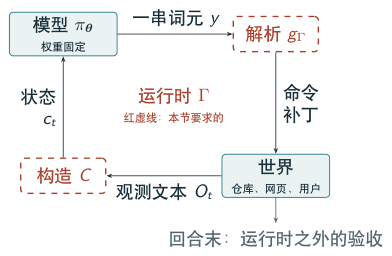 模型 πθ
权重固定
一串词元 y
解析 gΓ
状态
ct
运行时 Γ
红虚线：本节要求的
命令
补丁
构造 C
观测文本 Ot
世界
仓库、网页、用户
回合末：运行时之外的验收